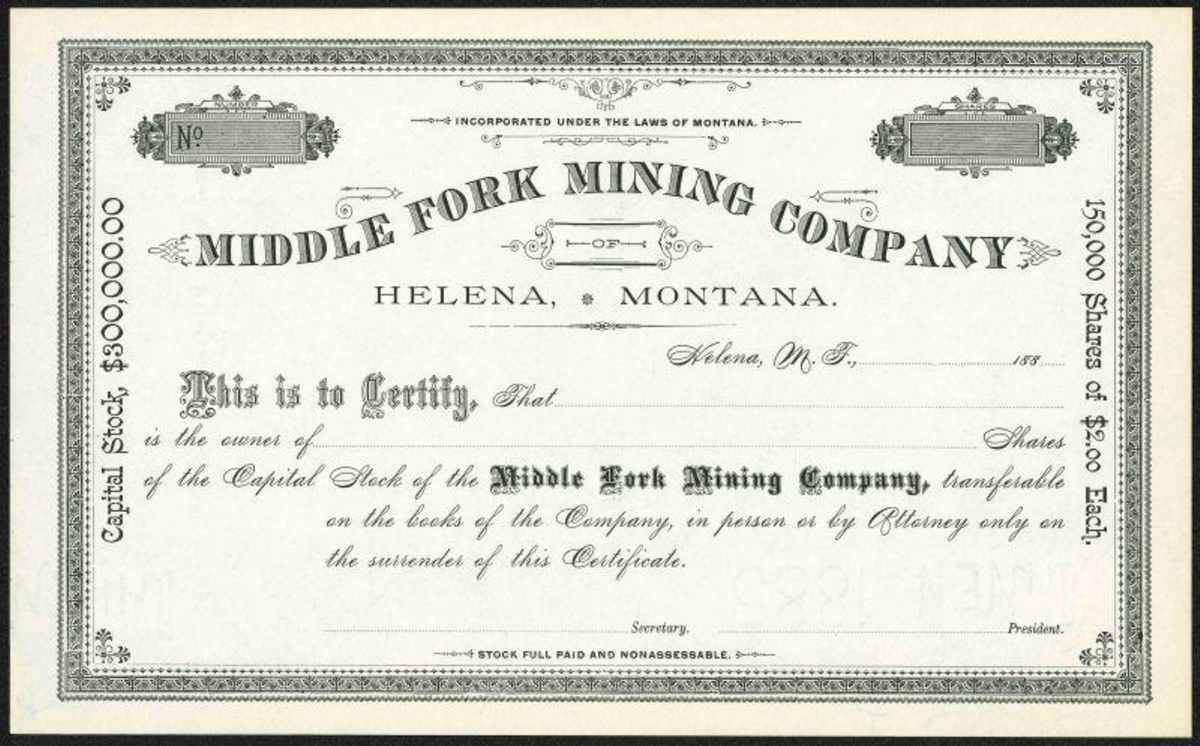 NUMBER
Nº
SHARES
INCORPORATED UNDER THE LAWS OF MONTANA.
MIDDLE FORK MINING COMPANY
OF
HELENA, MONTANA.
Capital Stock, $300,000.00
150,000 Shares of $2.00 Each.
Helena, M. T., 188
This is to Certify, That
is the owner of Shares
of the Capital Stock of the Middle Fork Mining Company, transferable
on the books of the Company, in person or by Attorney only on
the surrender of this Certificate.
Secretary. President.
STOCK FULL PAID AND NONASSESSABLE.